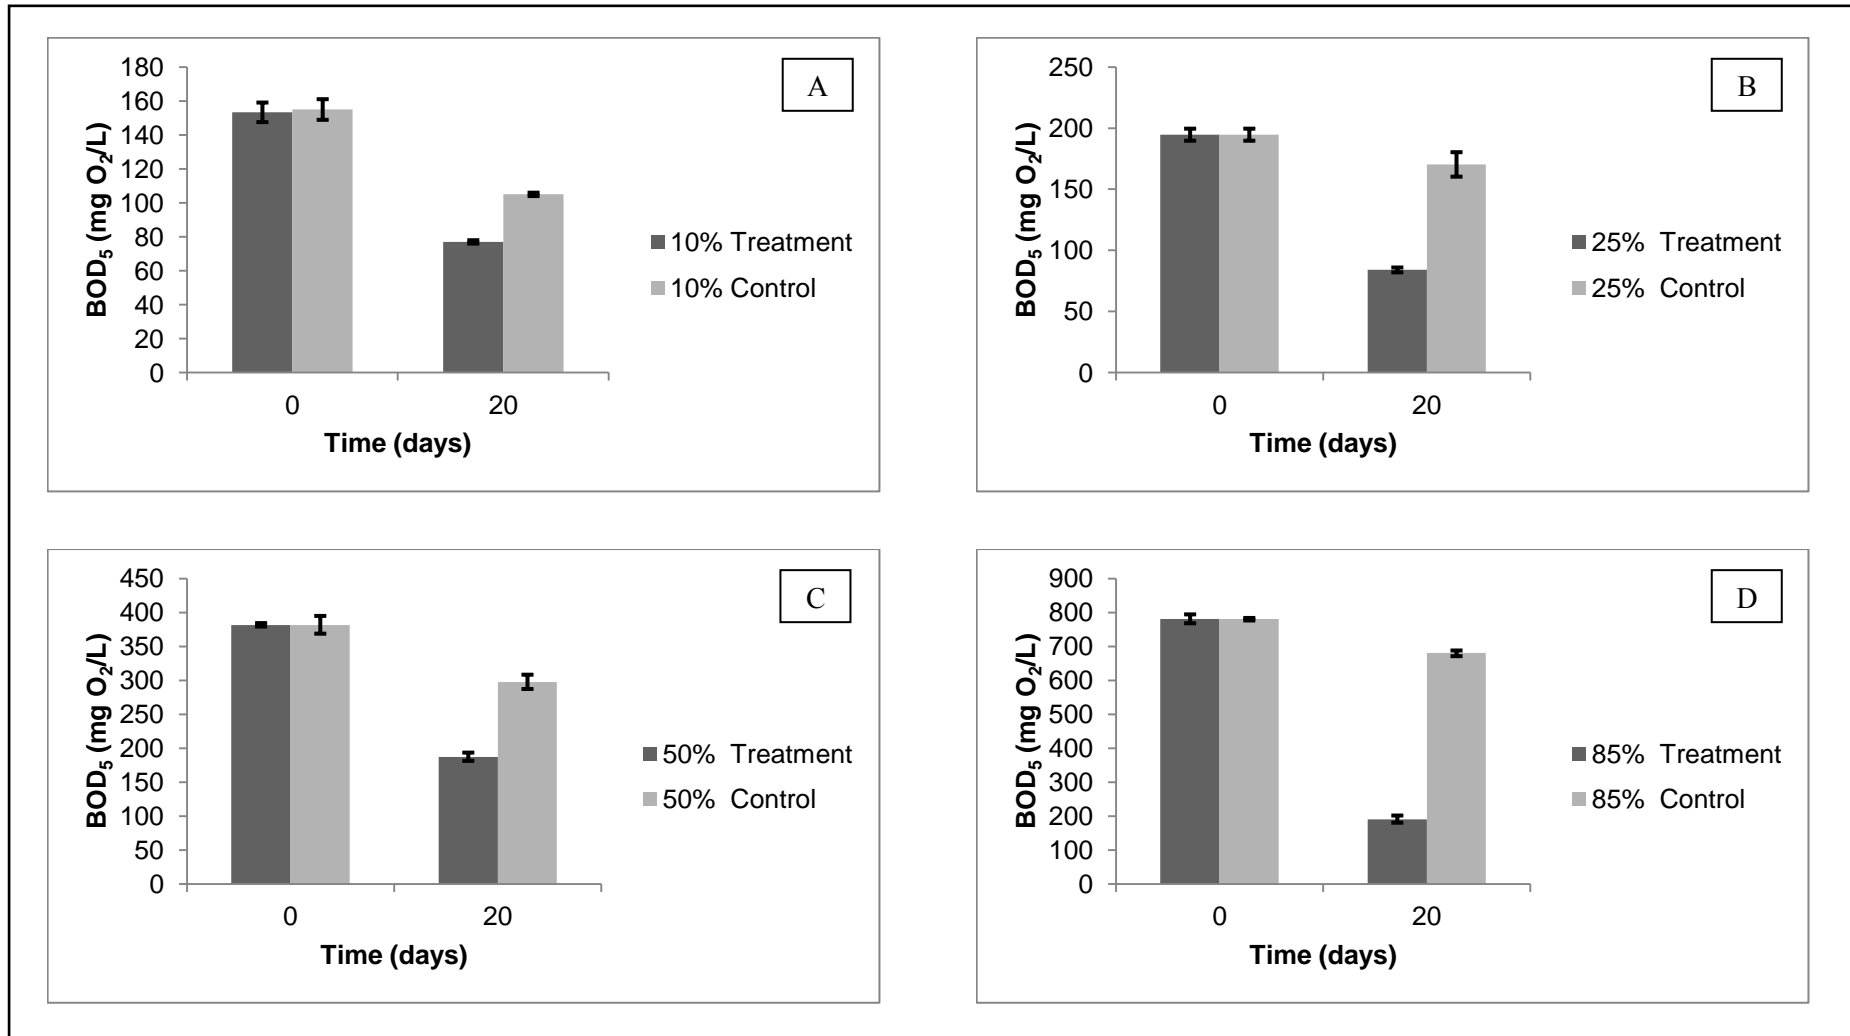 A
180
160
140
120
100
80
60
40
20
0
BOD₅ (mg O₂/L)
0 20
Time (days)
10% Treatment
10% Control
B
250
200
150
100
50
0
BOD₅ (mg O₂/L)
0 20
Time (days)
25% Treatment
25% Control
C
450
400
350
300
250
200
150
100
50
0
BOD₅ (mg O₂/L)
0 20
Time (days)
50% Treatment
50% Control
D
900
800
700
600
500
400
300
200
100
0
BOD₅ (mg O₂/L)
0 20
Time (days)
85% Treatment
85% Control